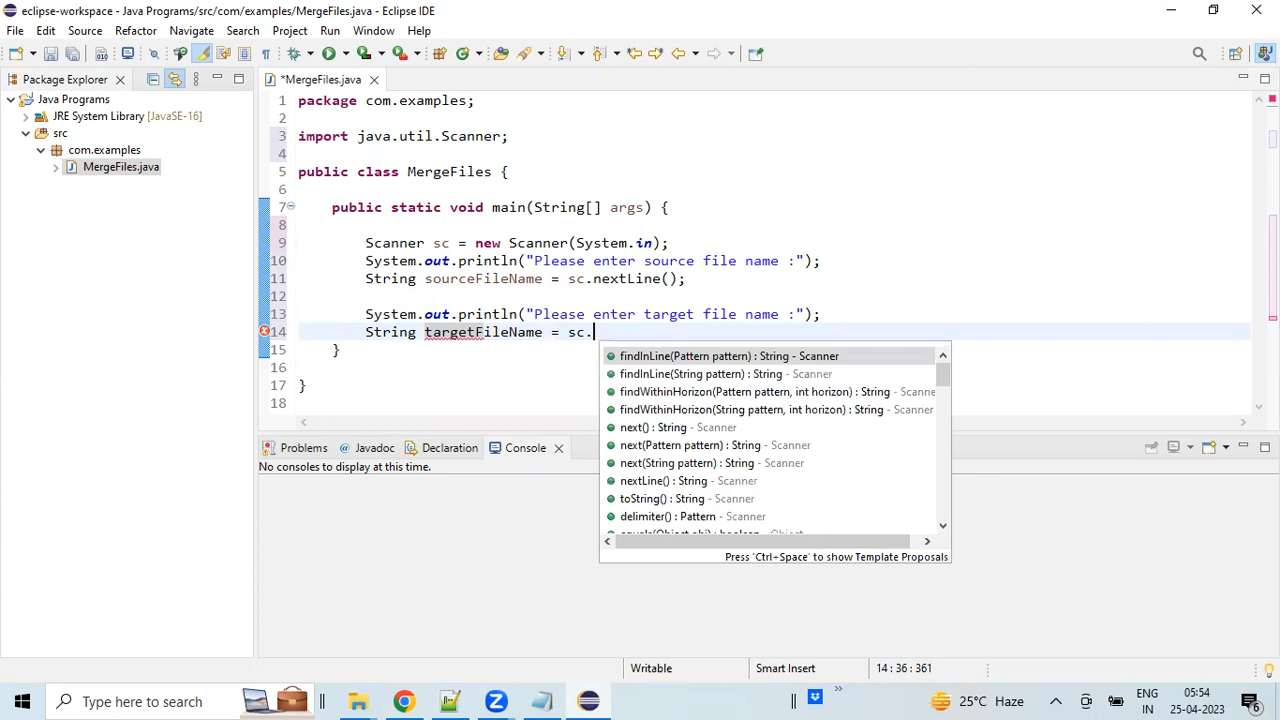 eclipse-workspace - Java Programs/src/com/examples/MergeFiles.java - Eclipse IDE
File Edit Source Refactor Navigate Search Project Run Window Help
Package Explorer
*MergeFiles.java
Java Programs
JRE System Library [JavaSE-16]
src
com.examples
MergeFiles.java
1 package com.examples;
2
3 import java.util.Scanner;
4
5 public class MergeFiles {
6
7 public static void main(String[] args) {
8
9 Scanner sc = new Scanner(System.in);
10 System.out.println("Please enter source file name :");
11 String sourceFileName = sc.nextLine();
12
13 System.out.println("Please enter target file name :");
14 String targetFileName = sc.
15 }
16
17 }
18
findInLine(Pattern pattern) : String - Scanner
findInLine(String pattern) : String - Scanner
findWithinHorizon(Pattern pattern, int horizon) : String - Scanne
findWithinHorizon(String pattern, int horizon) : String - Scanner
next() : String - Scanner
next(Pattern pattern) : String - Scanner
next(String pattern) : String - Scanner
nextLine() : String - Scanner
toString() : String - Scanner
delimiter() : Pattern - Scanner
equals(Object obj) : boolean - Object
Press 'Ctrl+Space' to show Template Proposals
Problems Javadoc Declaration Console
No consoles to display at this time.
Writable Smart Insert 14 : 36 : 361
Type here to search
25°C Haze
ENG
IN
00:34
25-04-2023
6